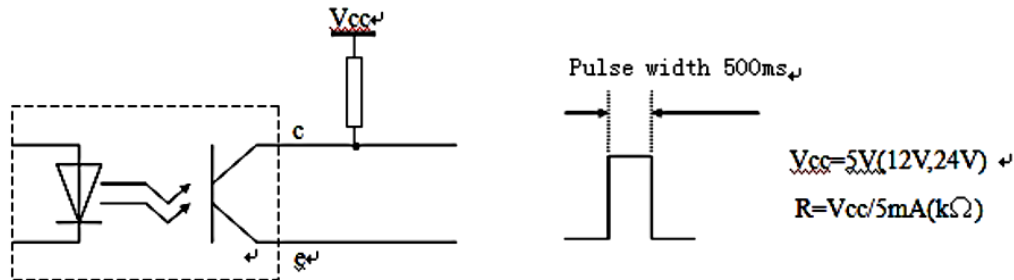 Vcc
c
e
Pulse width 500ms
Vcc=5V(12V,24V)
R=Vcc/5mA(kΩ)